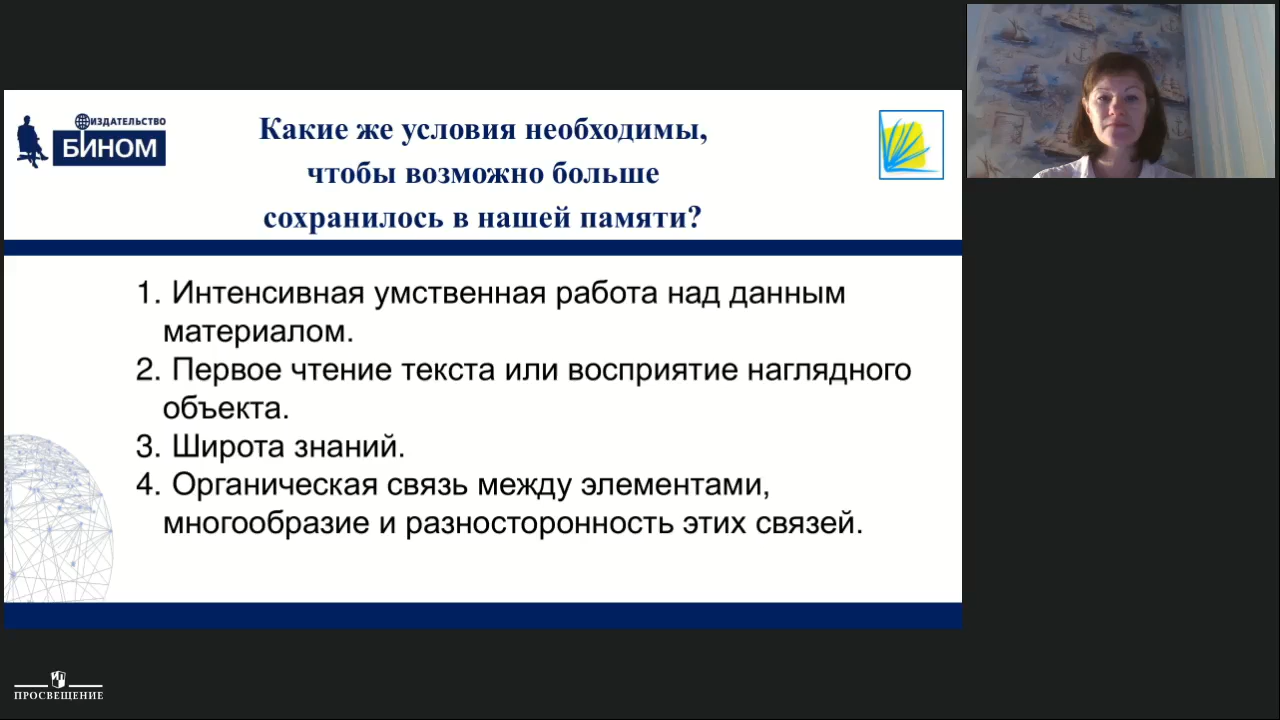 ИЗДАТЕЛЬСТВО
БИНОМ
Какие же условия необходимы,
чтобы возможно больше
сохранилось в нашей памяти?
1. Интенсивная умственная работа над данным
материалом.
2. Первое чтение текста или восприятие наглядного
объекта.
3. Широта знаний.
4. Органическая связь между элементами,
многообразие и разносторонность этих связей.
ПРОСВЕЩЕНИЕ